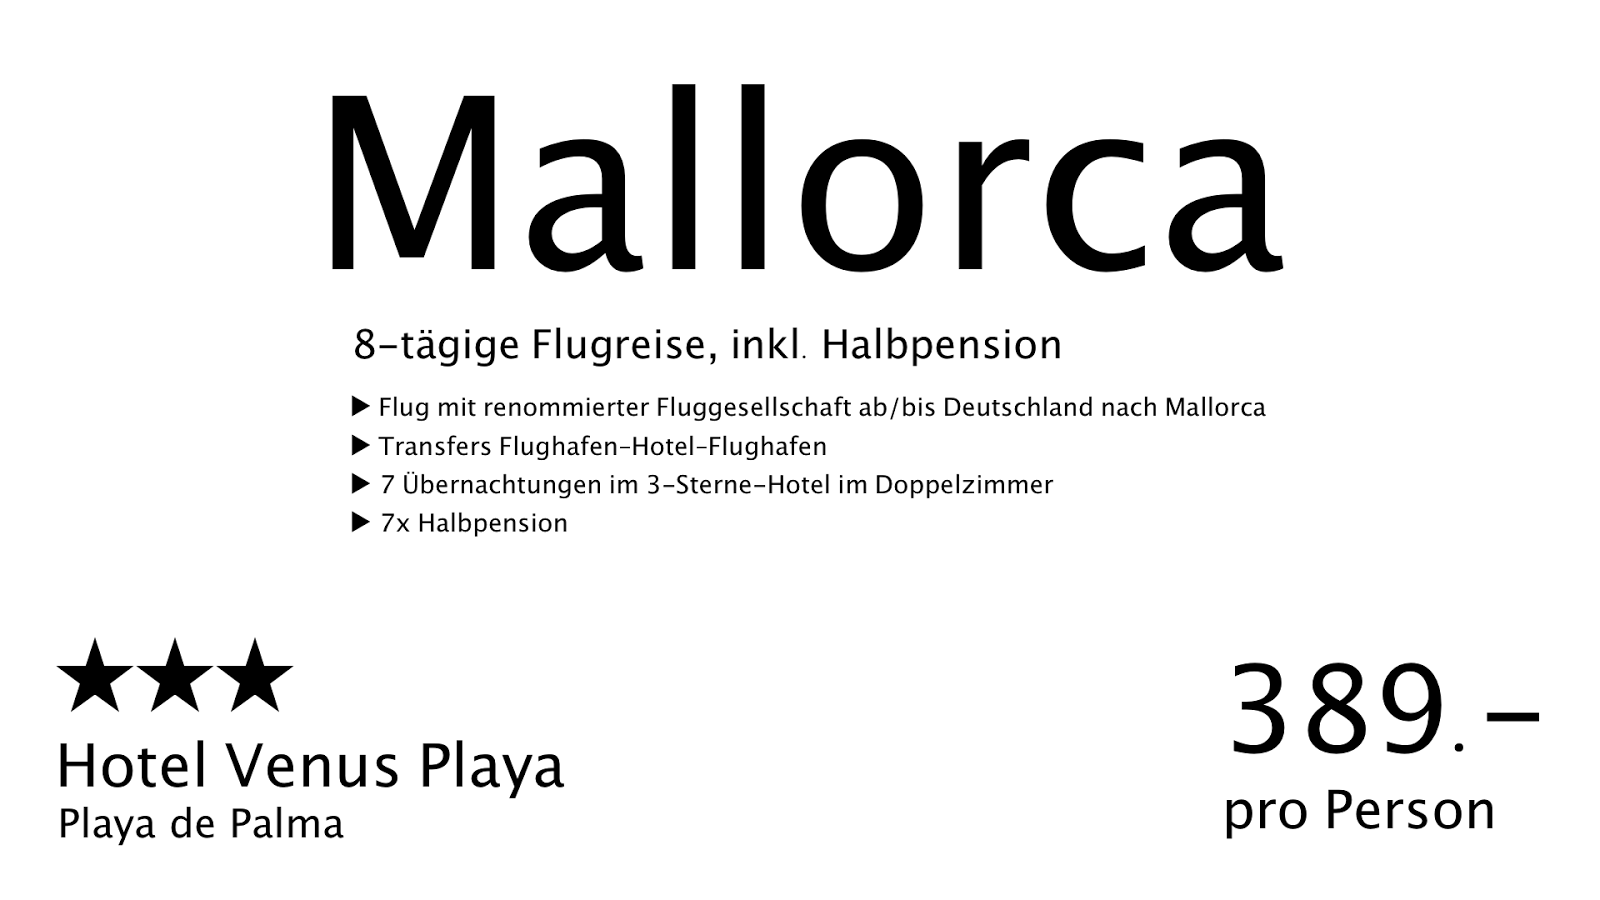 Mallorca
8-tägige Flugreise, inkl. Halbpension
▶ Flug mit renommierter Fluggesellschaft ab/bis Deutschland nach Mallorca
▶ Transfers Flughafen-Hotel-Flughafen
▶ 7 Übernachtungen im 3-Sterne-Hotel im Doppelzimmer
▶ 7x Halbpension
★★★
Hotel Venus Playa
Playa de Palma
389.–
pro Person